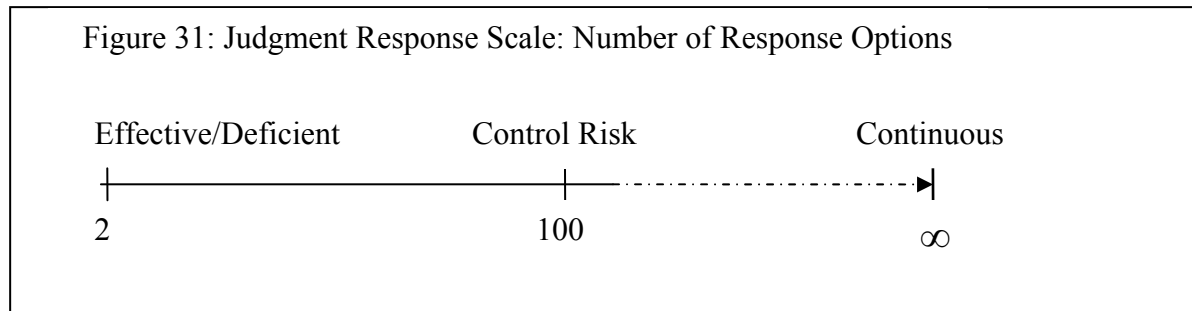 Figure 31: Judgment Response Scale: Number of Response Options
Effective/Deficient Control Risk Continuous
2 100 ∞